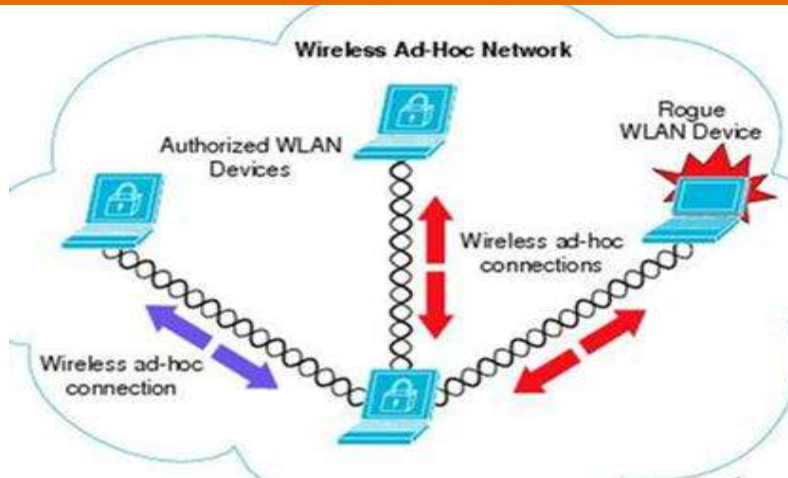 Wireless Ad-Hoc Network
Authorized WLAN
Devices
Rogue
WLAN Device
Wireless ad-hoc
connections
Wireless ad-hoc
connection